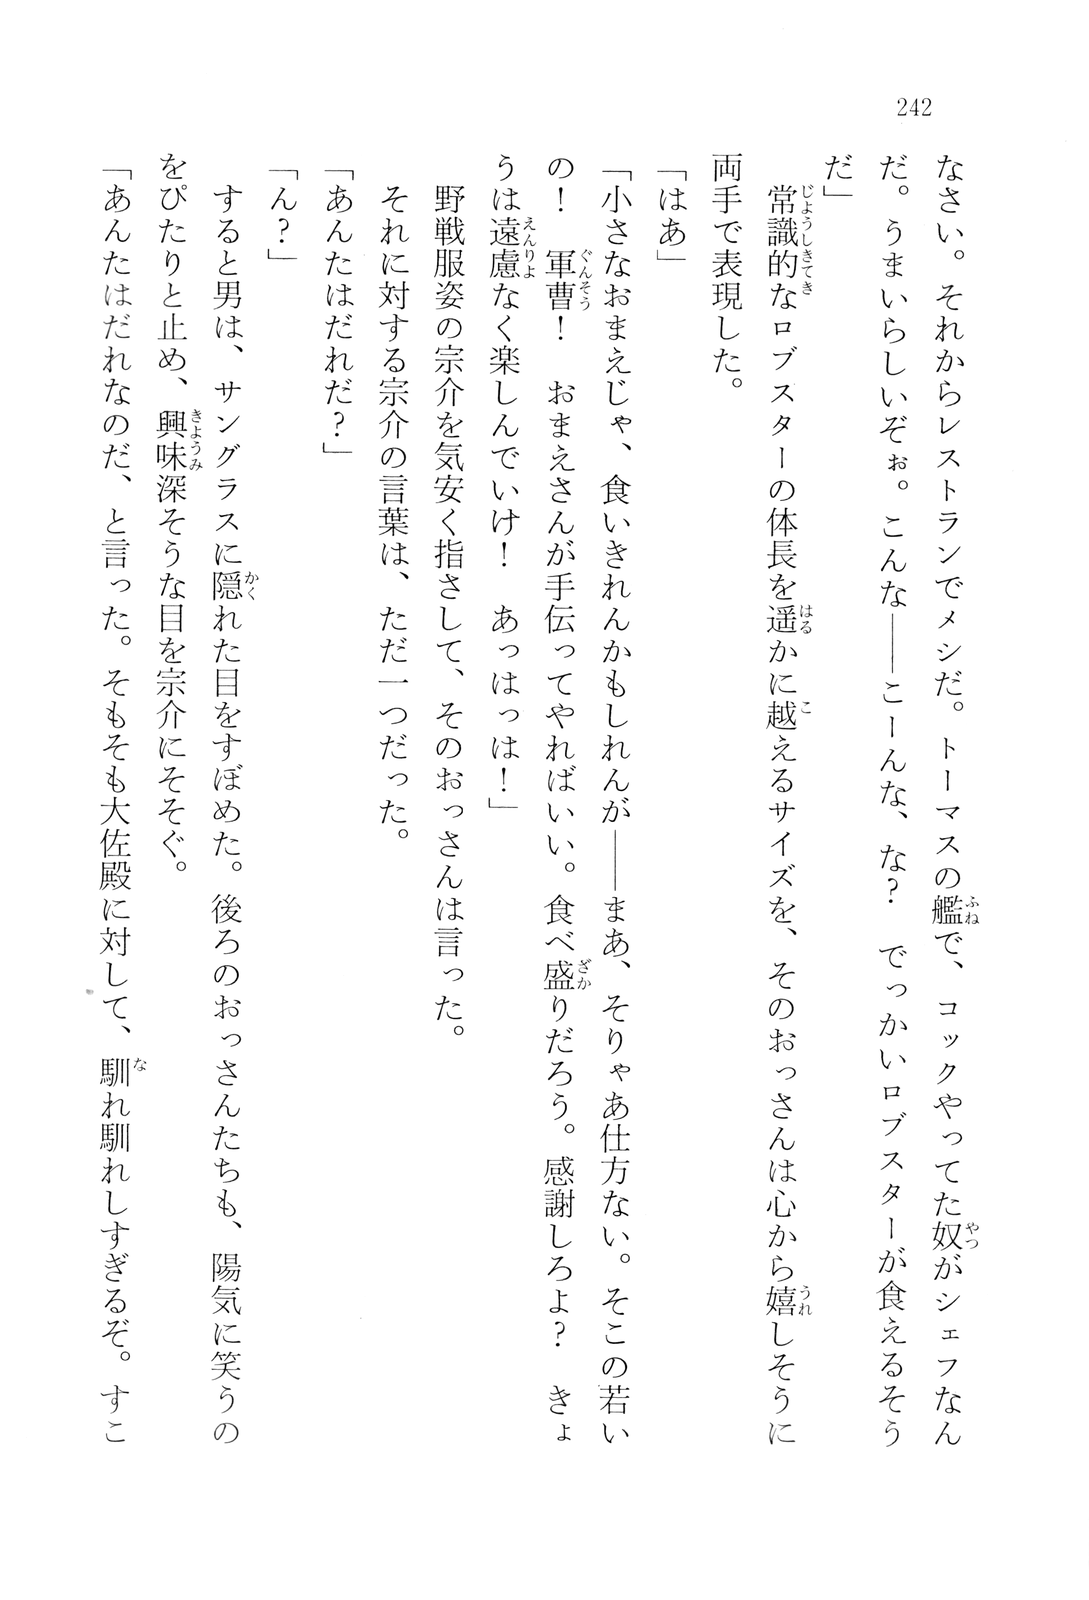 242
なさい。それからレストランでメシだ。トーマスの艦で、コックやってた奴がシェフなん
だ。うまいらしいぞぉ。こんな――こーんな、な？　でっかいロブスターが食えるそう
だ」
　常識的なロブスターの体長を遥かに越えるサイズを、そのおっさんは心から嬉しそうに
両手で表現した。
「はあ」
「小さなおまえじゃ、食いきれんかもしれんが――まあ、そりゃあ仕方ない。そこの若い
の！　軍曹！　おまえさんが手伝ってやればいい。食べ盛りだろう。感謝しろよ？　きょ
うは遠慮なく楽しんでいけ！　あっはっは！」
　野戦服姿の宗介を気安く指さして、そのおっさんは言った。
　それに対する宗介の言葉は、ただ一つだった。
「あんたはだれだ？」
「ん？」
　すると男は、サングラスに隠れた目をすぼめた。後ろのおっさんたちも、陽気に笑うの
をぴたりと止め、興味深そうな目を宗介にそそぐ。
「あんたはだれなのだ、と言った。そもそも大佐殿に対して、馴れ馴れしすぎるぞ。すこ